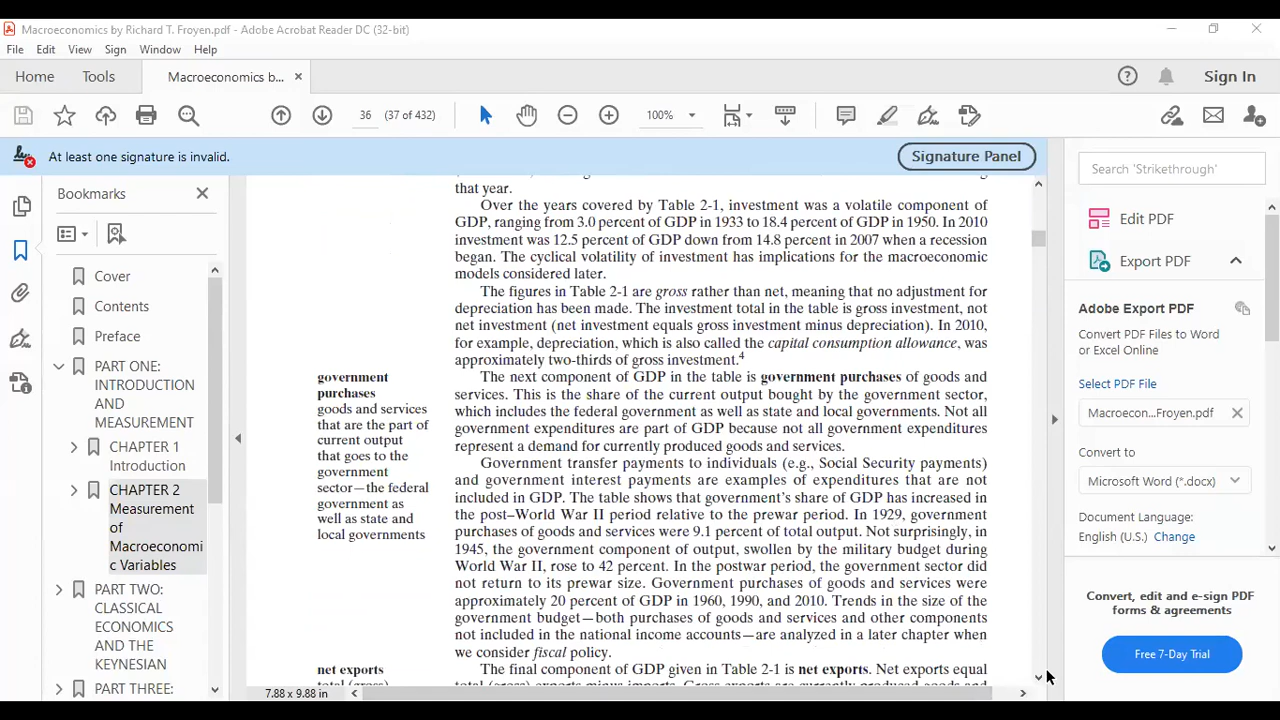 Macroeconomics by Richard T. Froyen.pdf - Adobe Acrobat Reader DC (32-bit)
File Edit View Sign Window Help
Home Tools Macroeconomics b... × Sign In
36 (37 of 432) 100%
At least one signature is invalid. Signature Panel
Bookmarks
Cover
Contents
Preface
PART ONE:
INTRODUCTION
AND
MEASUREMENT
CHAPTER 1
Introduction
CHAPTER 2
Measurement
of
Macroeconomi
c Variables
PART TWO:
CLASSICAL
ECONOMICS
AND THE
KEYNESIAN
PART THREE:
that year.
Over the years covered by Table 2-1, investment was a volatile component of
GDP, ranging from 3.0 percent of GDP in 1933 to 18.4 percent of GDP in 1950. In 2010
investment was 12.5 percent of GDP down from 14.8 percent in 2007 when a recession
began. The cyclical volatility of investment has implications for the macroeconomic
models considered later.
The figures in Table 2-1 are gross rather than net, meaning that no adjustment for
depreciation has been made. The investment total in the table is gross investment, not
net investment (net investment equals gross investment minus depreciation). In 2010,
for example, depreciation, which is also called the capital consumption allowance, was
approximately two-thirds of gross investment.4
government
purchases
goods and services
that are the part of
current output
that goes to the
government
sector—the federal
government as
well as state and
local governments
The next component of GDP in the table is government purchases of goods and
services. This is the share of the current output bought by the government sector,
which includes the federal government as well as state and local governments. Not all
government expenditures are part of GDP because not all government expenditures
represent a demand for currently produced goods and services.
Government transfer payments to individuals (e.g., Social Security payments)
and government interest payments are examples of expenditures that are not
included in GDP. The table shows that government's share of GDP has increased in
the post–World War II period relative to the prewar period. In 1929, government
purchases of goods and services were 9.1 percent of total output. Not surprisingly, in
1945, the government component of output, swollen by the military budget during
World War II, rose to 42 percent. In the postwar period, the government sector did
not return to its prewar size. Government purchases of goods and services were
approximately 20 percent of GDP in 1960, 1990, and 2010. Trends in the size of the
government budget—both purchases of goods and services and other components
not included in the national income accounts—are analyzed in a later chapter when
we consider fiscal policy.
net exports
total (gross)
The final component of GDP given in Table 2-1 is net exports. Net exports equal
total (gross) exports minus imports. Gross exports are currently produced goods and
7.88 x 9.88 in
Search 'Strikethrough'
Edit PDF
Export PDF
Adobe Export PDF
Convert PDF Files to Word
or Excel Online
Select PDF File
Macroecon...Froyen.pdf
Convert to
Microsoft Word (*.docx)
Document Language:
English (U.S.) Change
Convert, edit and e-sign PDF
forms & agreements
Free 7-Day Trial